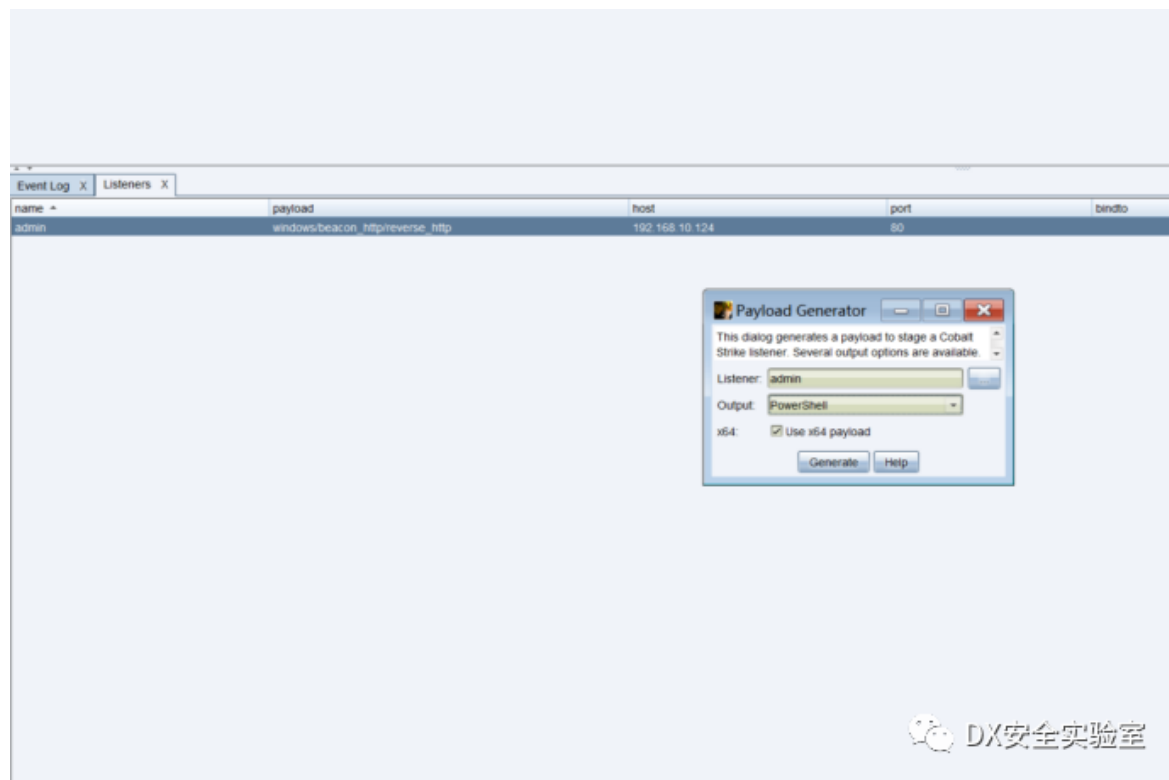 Event Log X Listeners X
name payload host port bindto
admin windows/beacon_http/reverse_http 192.168.10.124 80
Payload Generator
This dialog generates a payload to stage a Cobalt
Strike listener. Several output options are available.
Listener: admin ...
Output: PowerShell
x64: Use x64 payload
Generate Help
DX安全实验室